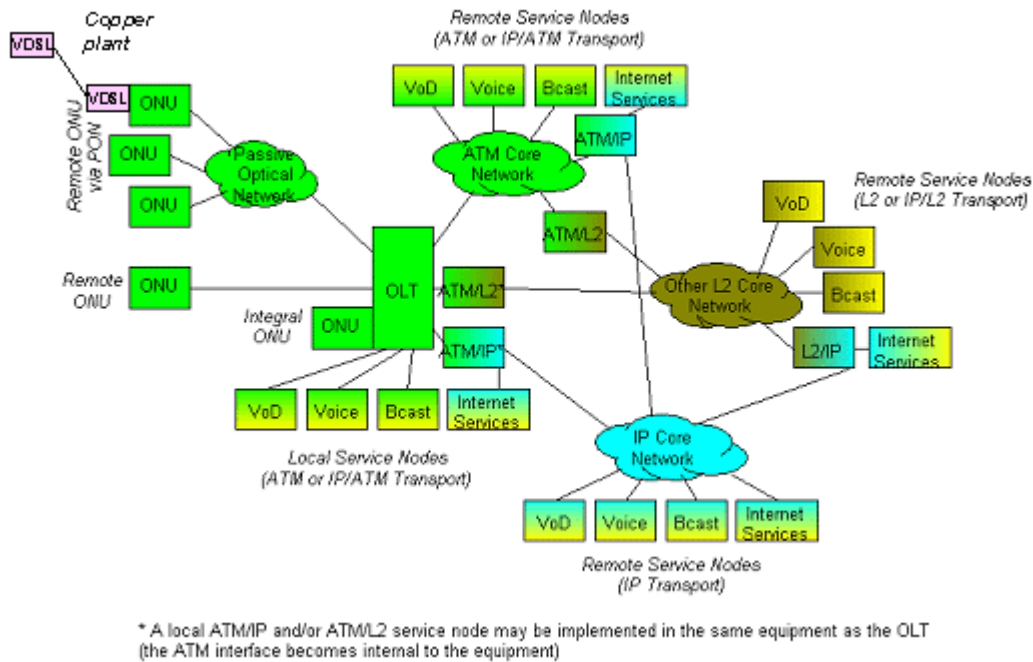 Copper
plant
VDSL
VDSL
ONU
ONU
ONU
Remote ONU
via PON
Passive
Optical
Network
Remote Service Nodes
(ATM or IP/ATM Transport)
VoD
Voice
Bcast
Internet
Services
ATM Core
Network
ATM/IP
ATM/L2
Remote Service Nodes
(L2 or IP/L2 Transport)
VoD
Voice
Bcast
Other L2 Core
Network
L2/IP
Internet
Services
Remote
ONU
ONU
OLT
Integral
ONU
ONU
ATM/L2*
ATM/IP*
VoD
Voice
Bcast
Internet
Services
Local Service Nodes
(ATM or IP/ATM Transport)
IP Core
Network
VoD
Voice
Bcast
Internet
Services
Remote Service Nodes
(IP Transport)
* A local ATM/IP and/or ATM/L2 service node may be implemented in the same equipment as the OLT
(the ATM interface becomes internal to the equipment)